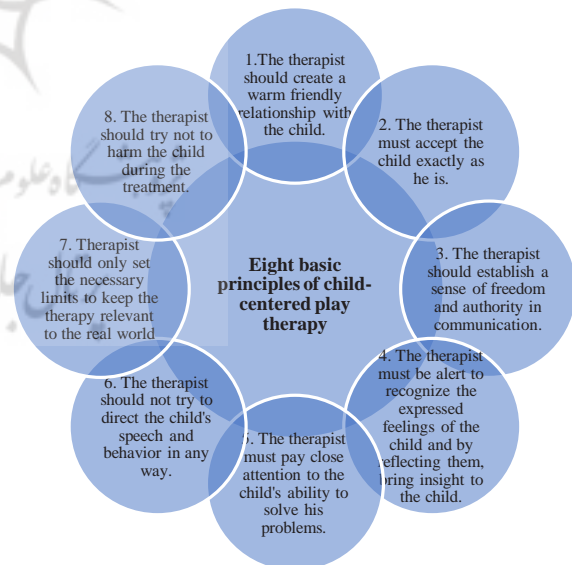 1.The therapist
should create a
warm friendly
relationship with
the child.
2. The therapist
must accept the
child exactly as
he is.
3. The therapist
should establish a
sense of freedom
and authority in
communication.
4. The therapist
must be alert to
recognize the
expressed
feelings of the
child and by
reflecting them,
bring insight to
the child.
5. The therapist
must pay close
attention to the
child's ability to
solve his
problems.
6. The therapist
should not try to
direct the child's
speech and
behavior in any
way.
7. Therapist
should only set
the necessary
limits to keep the
therapy relevant
to the real world
8. The therapist
should try not to
harm the child
during the
treatment.
Eight basic
principles of child-
centered play
therapy